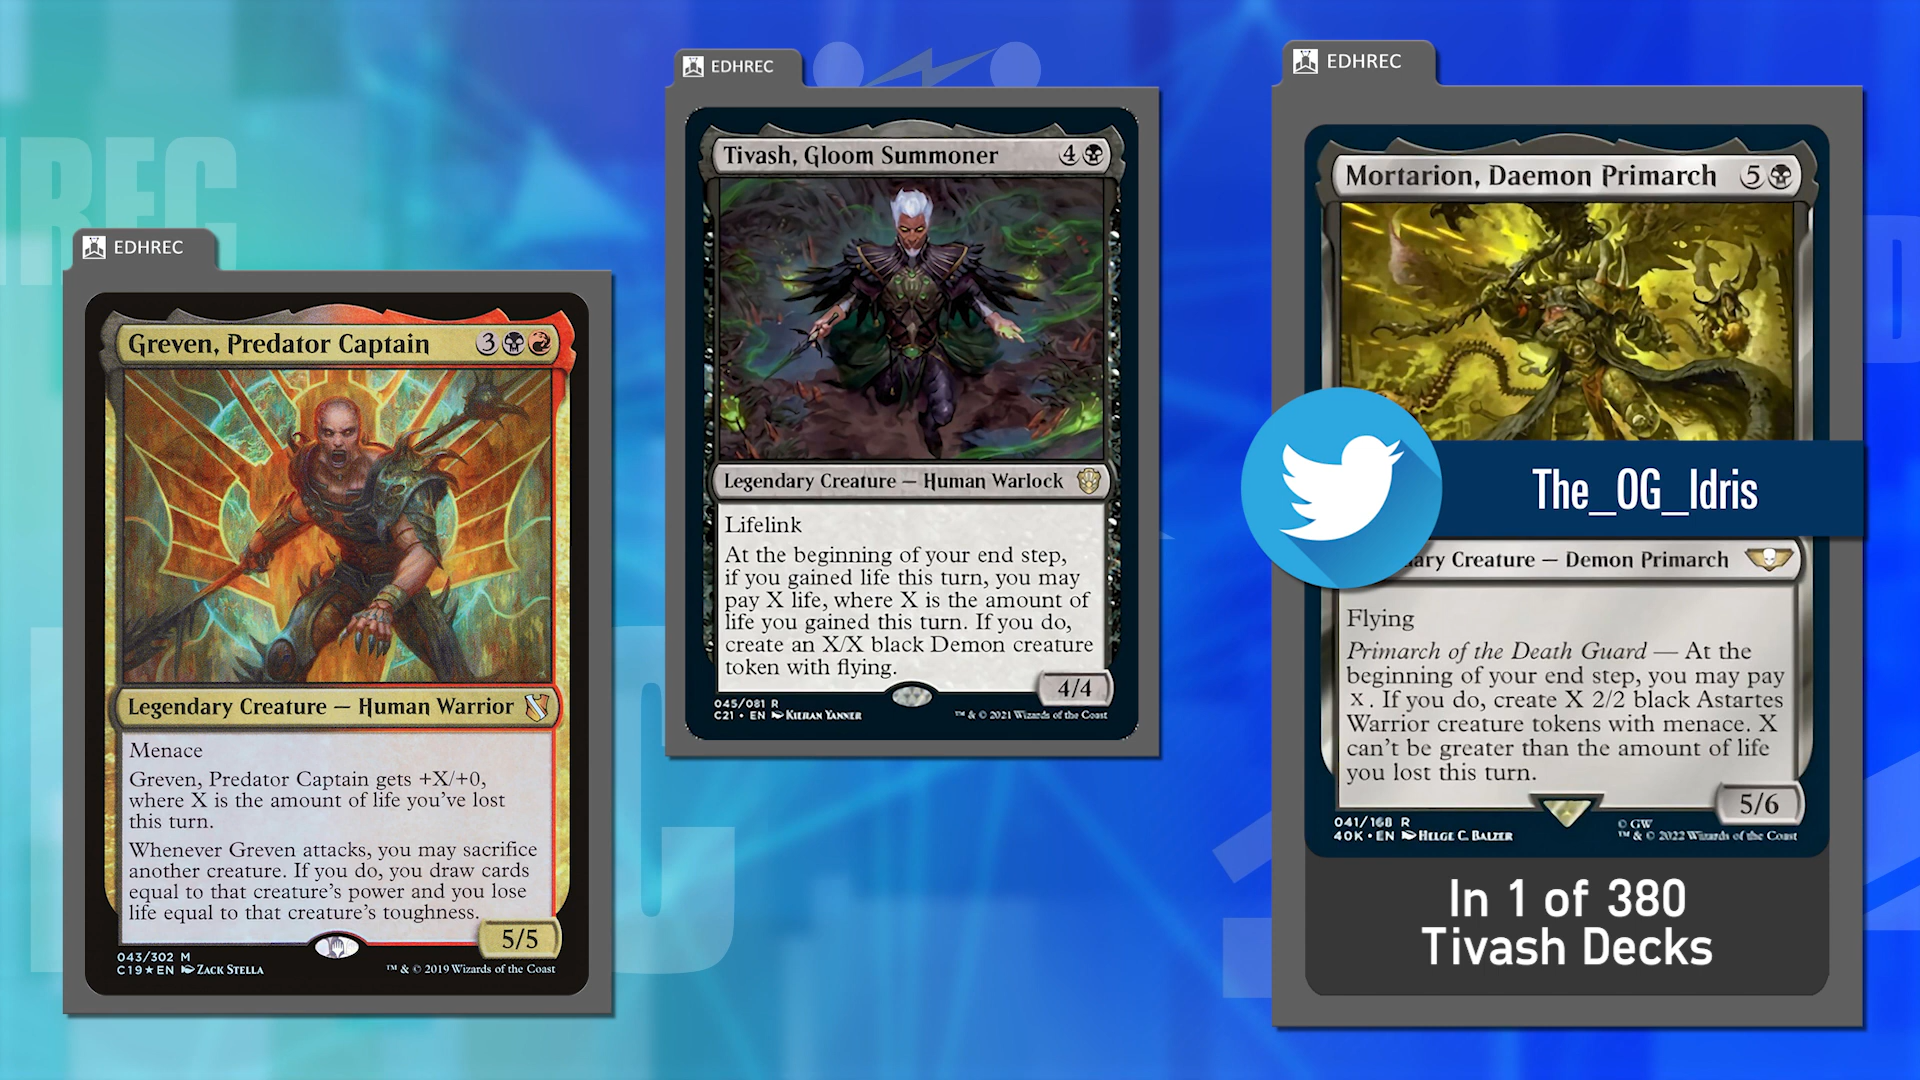 EDHREC
Greven, Predator Captain 3
Legendary Creature — Human Warrior
Menace
Greven, Predator Captain gets +X/+0,
where X is the amount of life you've lost
this turn.
Whenever Greven attacks, you may sacrifice
another creature. If you do, you draw cards
equal to that creature's power and you lose
life equal to that creature's toughness.
5/5
043/302 M
C19★EN Zack Stella
™ & © 2019 Wizards of the Coast
EDHREC
Tivash, Gloom Summoner 4
Legendary Creature — Human Warlock
Lifelink
At the beginning of your end step,
if you gained life this turn, you may
pay X life, where X is the amount of
life you gained this turn. If you do,
create an X/X black Demon creature
token with flying.
4/4
045/081 R
C21 • EN Kieran Yanner
™ & © 2021 Wizards of the Coast
EDHREC
Mortarion, Daemon Primarch 5
The_OG_Idris
ary Creature — Demon Primarch
Flying
Primarch of the Death Guard — At the
beginning of your end step, you may pay
X. If you do, create X 2/2 black Astartes
Warrior creature tokens with menace. X
can't be greater than the amount of life
you lost this turn.
5/6
041/168 R
40K • EN Helge C. Balzer
© GW
™ & © 2022 Wizards of the Coast
In 1 of 380
Tivash Decks